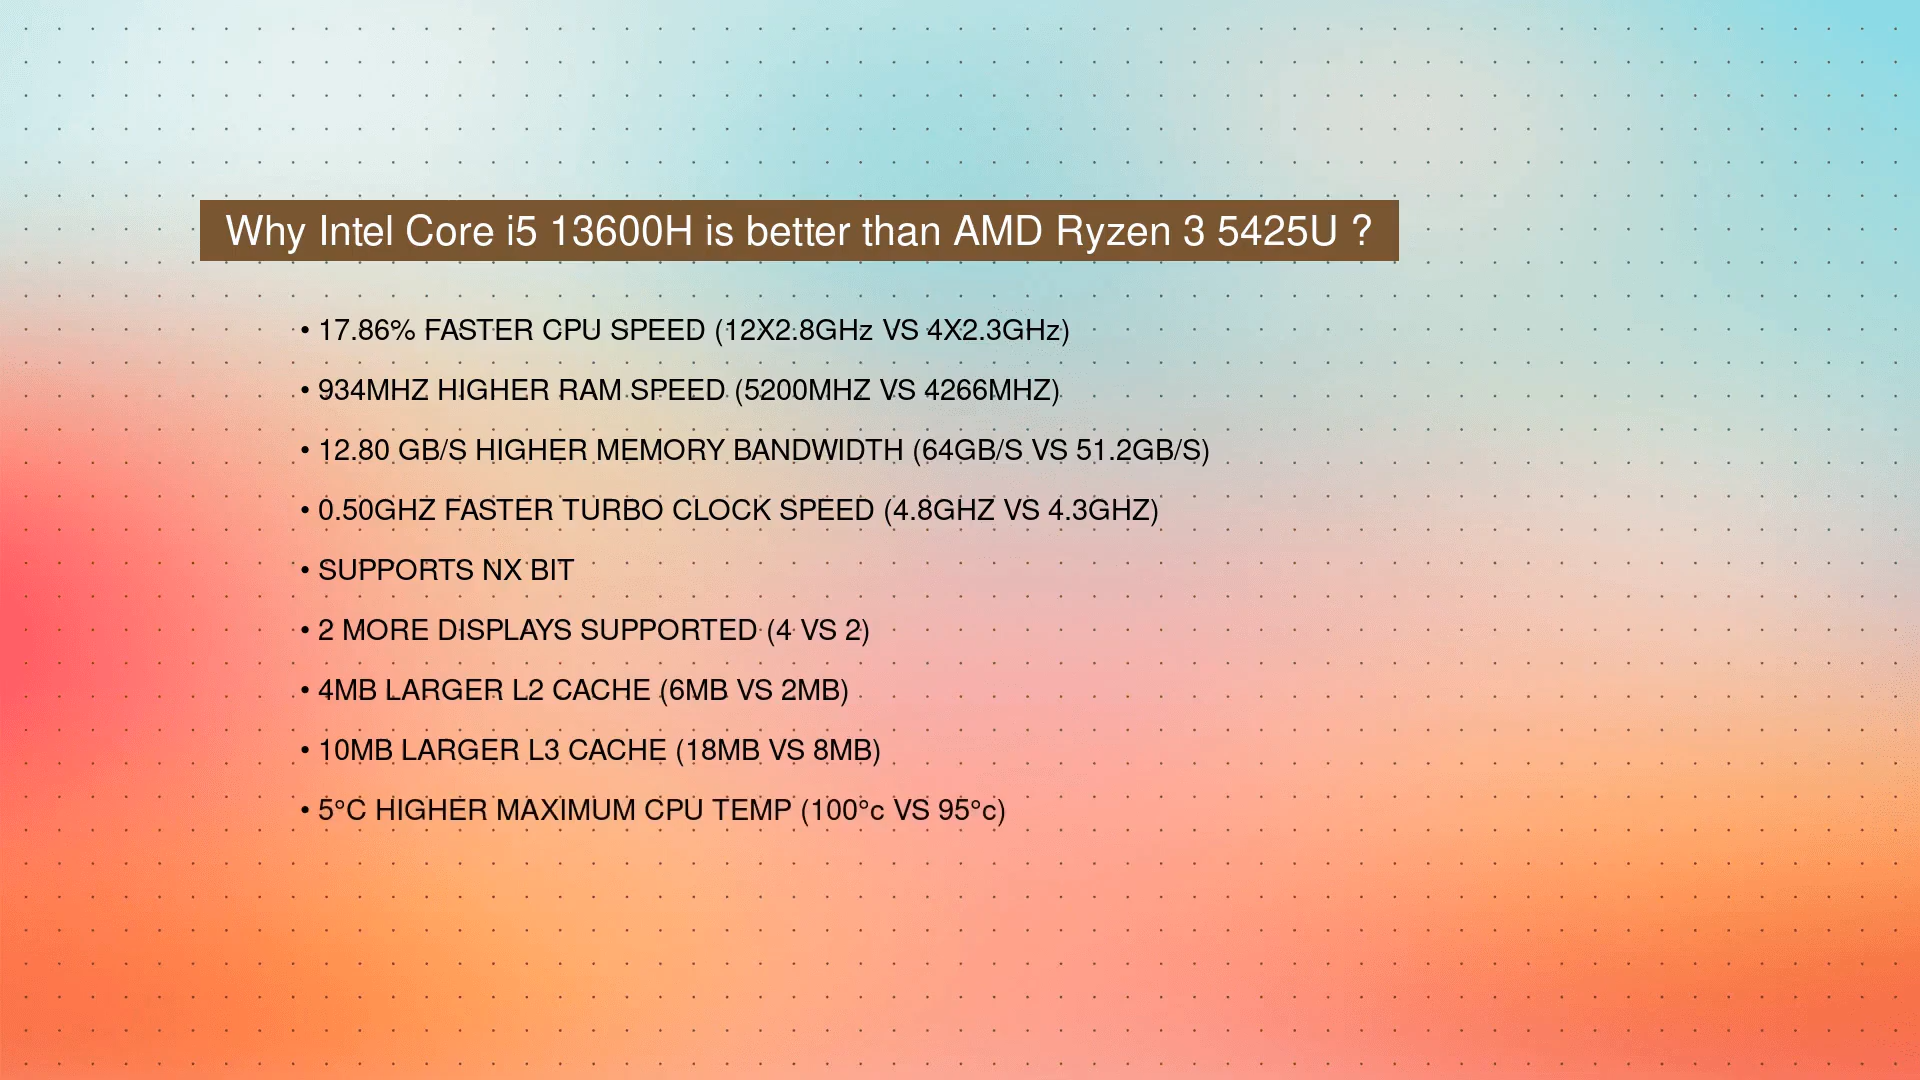 Why Intel Core i5 13600H is better than AMD Ryzen 3 5425U ?
• 17.86% FASTER CPU SPEED (12X2.8GHz VS 4X2.3GHz)
• 934MHZ HIGHER RAM SPEED (5200MHZ VS 4266MHZ)
• 12.80 GB/S HIGHER MEMORY BANDWIDTH (64GB/S VS 51.2GB/S)
• 0.50GHZ FASTER TURBO CLOCK SPEED (4.8GHZ VS 4.3GHZ)
• SUPPORTS NX BIT
• 2 MORE DISPLAYS SUPPORTED (4 VS 2)
• 4MB LARGER L2 CACHE (6MB VS 2MB)
• 10MB LARGER L3 CACHE (18MB VS 8MB)
• 5°C HIGHER MAXIMUM CPU TEMP (100°c VS 95°c)